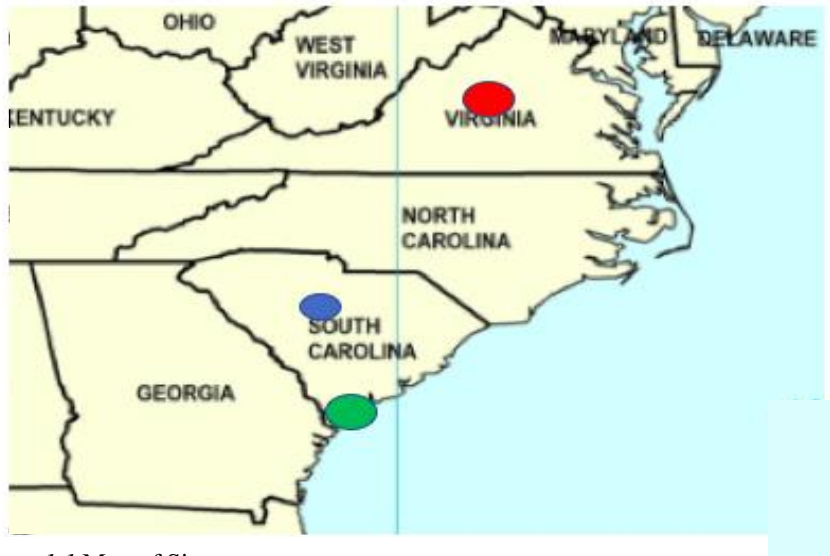 OHIO
WEST
VIRGINIA
MARYLAND
DELAWARE
KENTUCKY
VIRGINIA
NORTH
CAROLINA
SOUTH
CAROLINA
GEORGIA